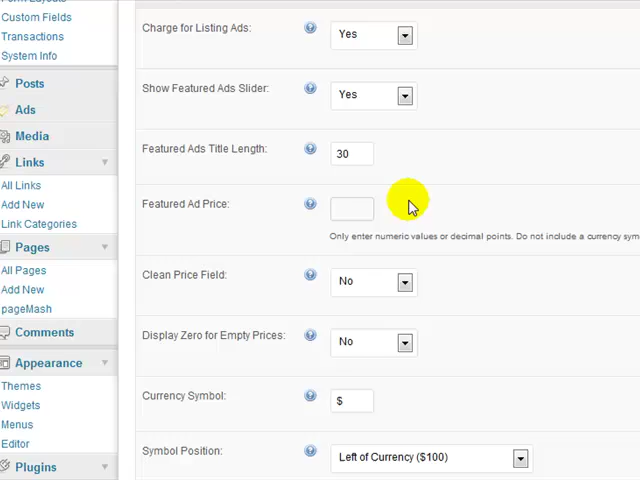 Form Layouts
Custom Fields
Transactions
System Info
Posts
Ads
Media
Links
All Links
Add New
Link Categories
Pages
All Pages
Add New
pageMash
Comments
Appearance
Themes
Widgets
Menus
Editor
Plugins
Charge for Listing Ads:
Yes
Show Featured Ads Slider:
Yes
Featured Ads Title Length:
30
Featured Ad Price:
Only enter numeric values or decimal points. Do not include a currency sym
Clean Price Field:
No
Display Zero for Empty Prices:
No
Currency Symbol:
$
Symbol Position:
Left of Currency ($100)